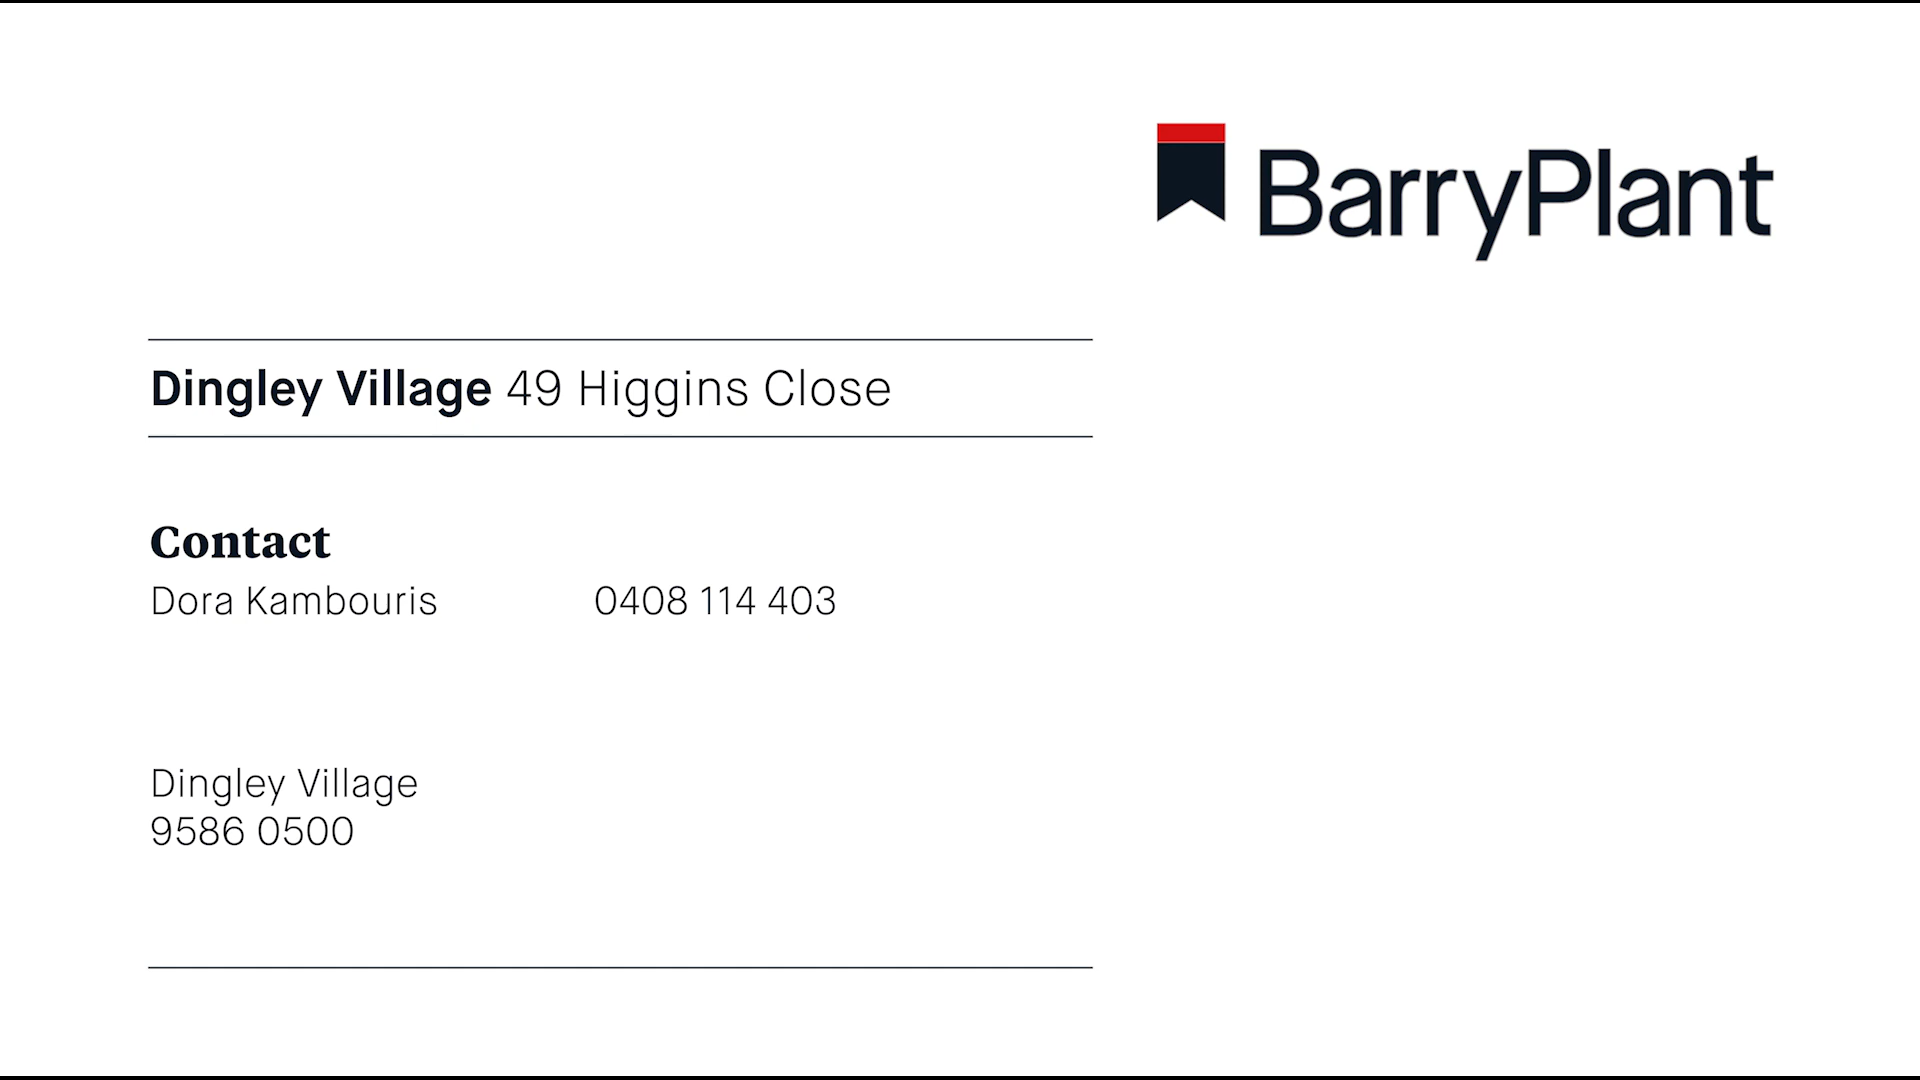 BarryPlant
Dingley Village 49 Higgins Close
Contact
Dora Kambouris 0408 114 403
Dingley Village
9586 0500